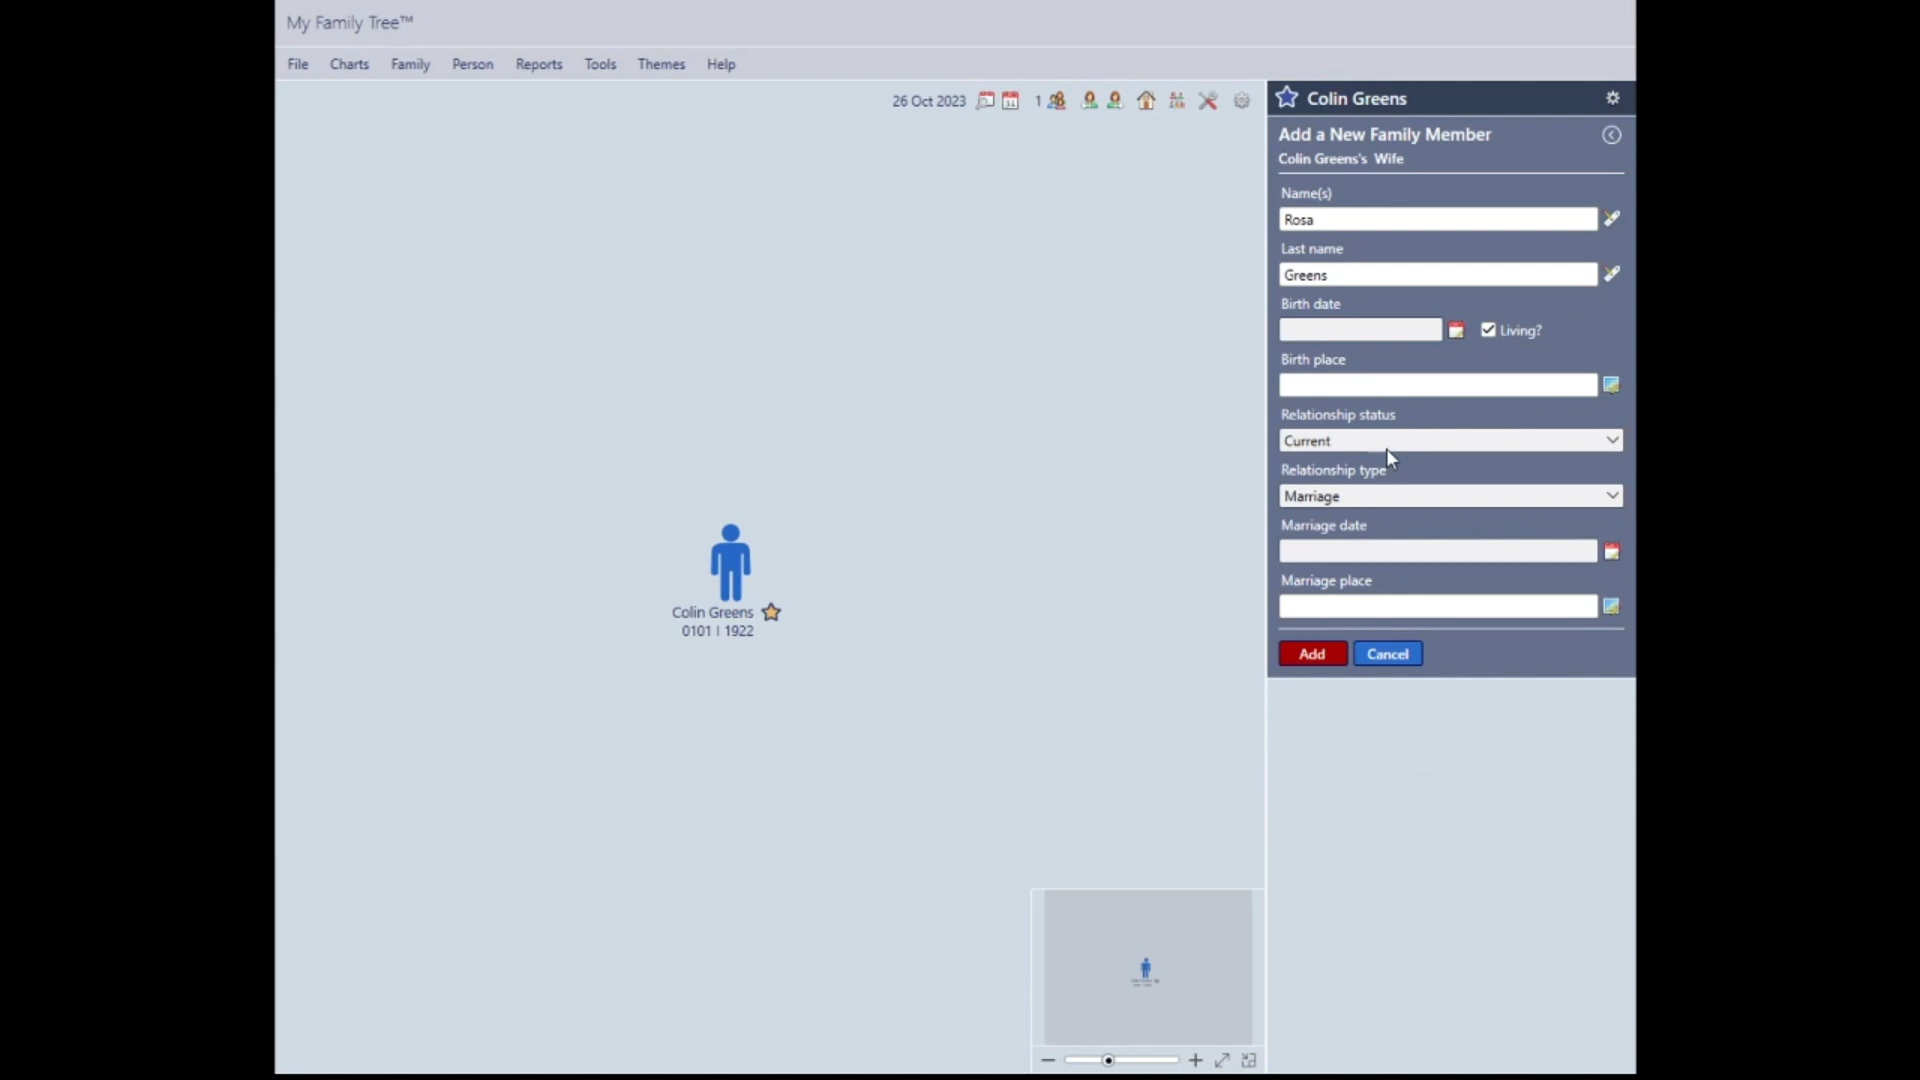 My Family Tree™
File Charts Family Person Reports Tools Themes Help
26 Oct 2023 1
Colin Greens
Add a New Family Member
Colin Greens's Wife
Name(s)
Rosa
Last name
Greens
Birth date
Living?
Birth place
Relationship status
Current
Relationship type
Marriage
Marriage date
Marriage place
Add Cancel
Colin Greens
0101 | 1922